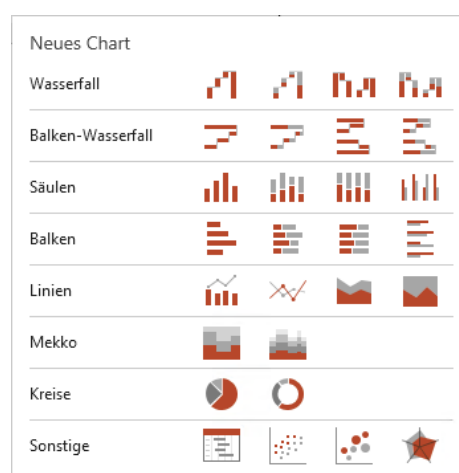 Neues Chart
Wasserfall
Balken-Wasserfall
Säulen
Balken
Linien
Mekko
Kreise
Sonstige